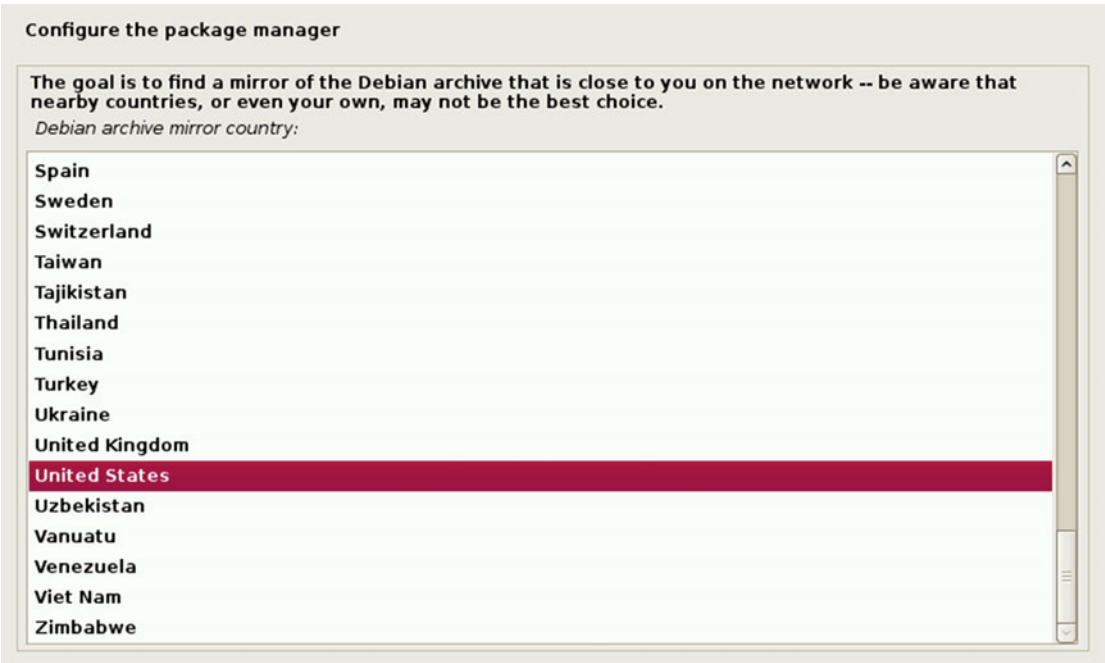 Configure the package manager
The goal is to find a mirror of the Debian archive that is close to you on the network -- be aware that
nearby countries, or even your own, may not be the best choice.
Debian archive mirror country:
Spain
Sweden
Switzerland
Taiwan
Tajikistan
Thailand
Tunisia
Turkey
Ukraine
United Kingdom
United States
Uzbekistan
Vanuatu
Venezuela
Viet Nam
Zimbabwe